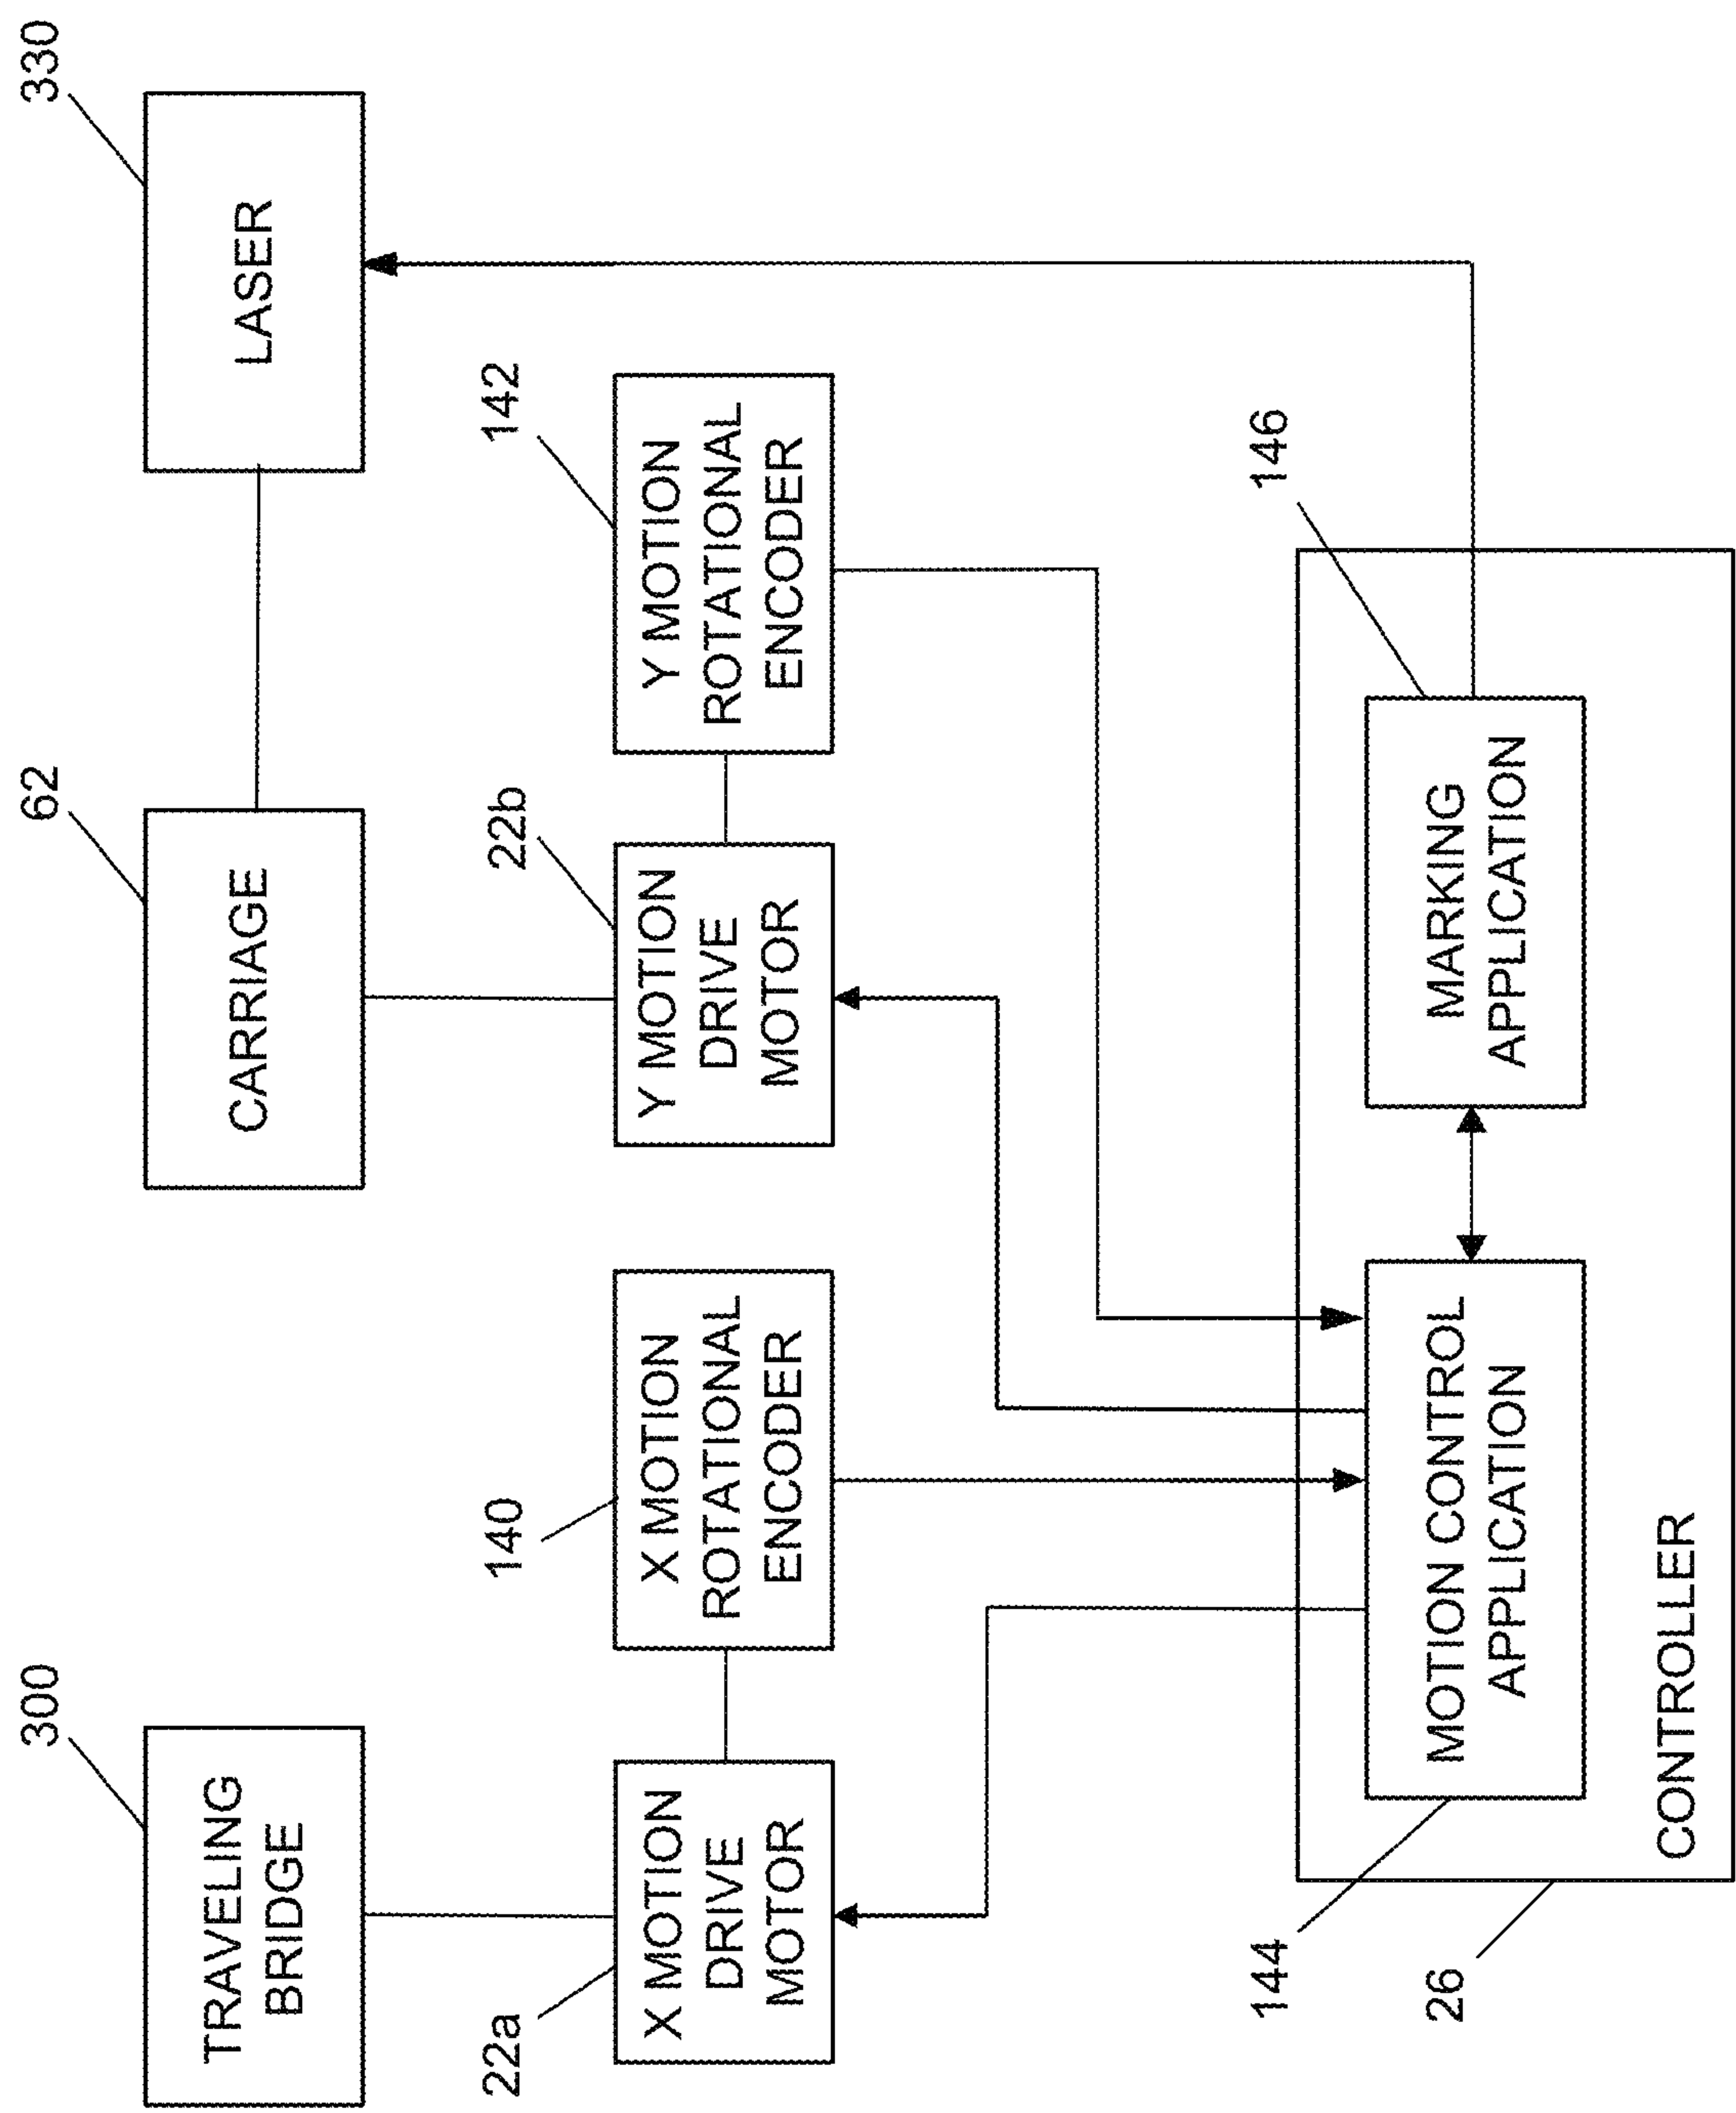 300
TRAVELING
BRIDGE
62
CARRIAGE
330
LASER
22a
X MOTION
DRIVE
MOTOR
140
X MOTION
ROTATIONAL
ENCODER
22b
Y MOTION
DRIVE
MOTOR
142
Y MOTION
ROTATIONAL
ENCODER
144
MOTION CONTROL
APPLICATION
146
MARKING
APPLICATION
26
CONTROLLER